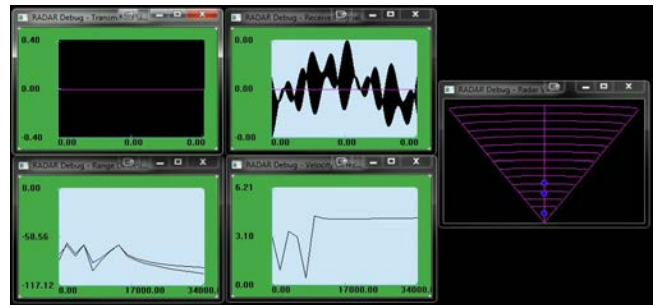 RADAR Debug - Transm
0.40
0.00
-0.40
0.00 0.00 0.00
RADAR Debug - Receive
0.00
0.00
0.00
0.00 0.00 0.00
RADAR Debug - Radar
RADAR Debug - Range
0.00
-58.56
-117.12
0.00 17000.00 34000.
RADAR Debug - Velocity
6.21
3.10
0.00
0.00 17000.00 34000.